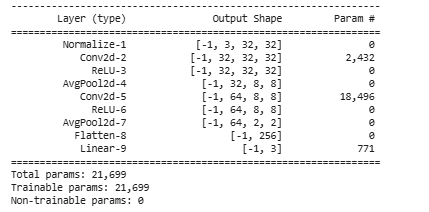 ----------------------------------------------------------------
Layer (type) Output Shape Param #
================================================================
Normalize-1 [-1, 3, 32, 32] 0
Conv2d-2 [-1, 32, 32, 32] 2,432
ReLU-3 [-1, 32, 32, 32] 0
AvgPool2d-4 [-1, 32, 8, 8] 0
Conv2d-5 [-1, 64, 8, 8] 18,496
ReLU-6 [-1, 64, 8, 8] 0
AvgPool2d-7 [-1, 64, 2, 2] 0
Flatten-8 [-1, 256] 0
Linear-9 [-1, 3] 771
================================================================
Total params: 21,699
Trainable params: 21,699
Non-trainable params: 0